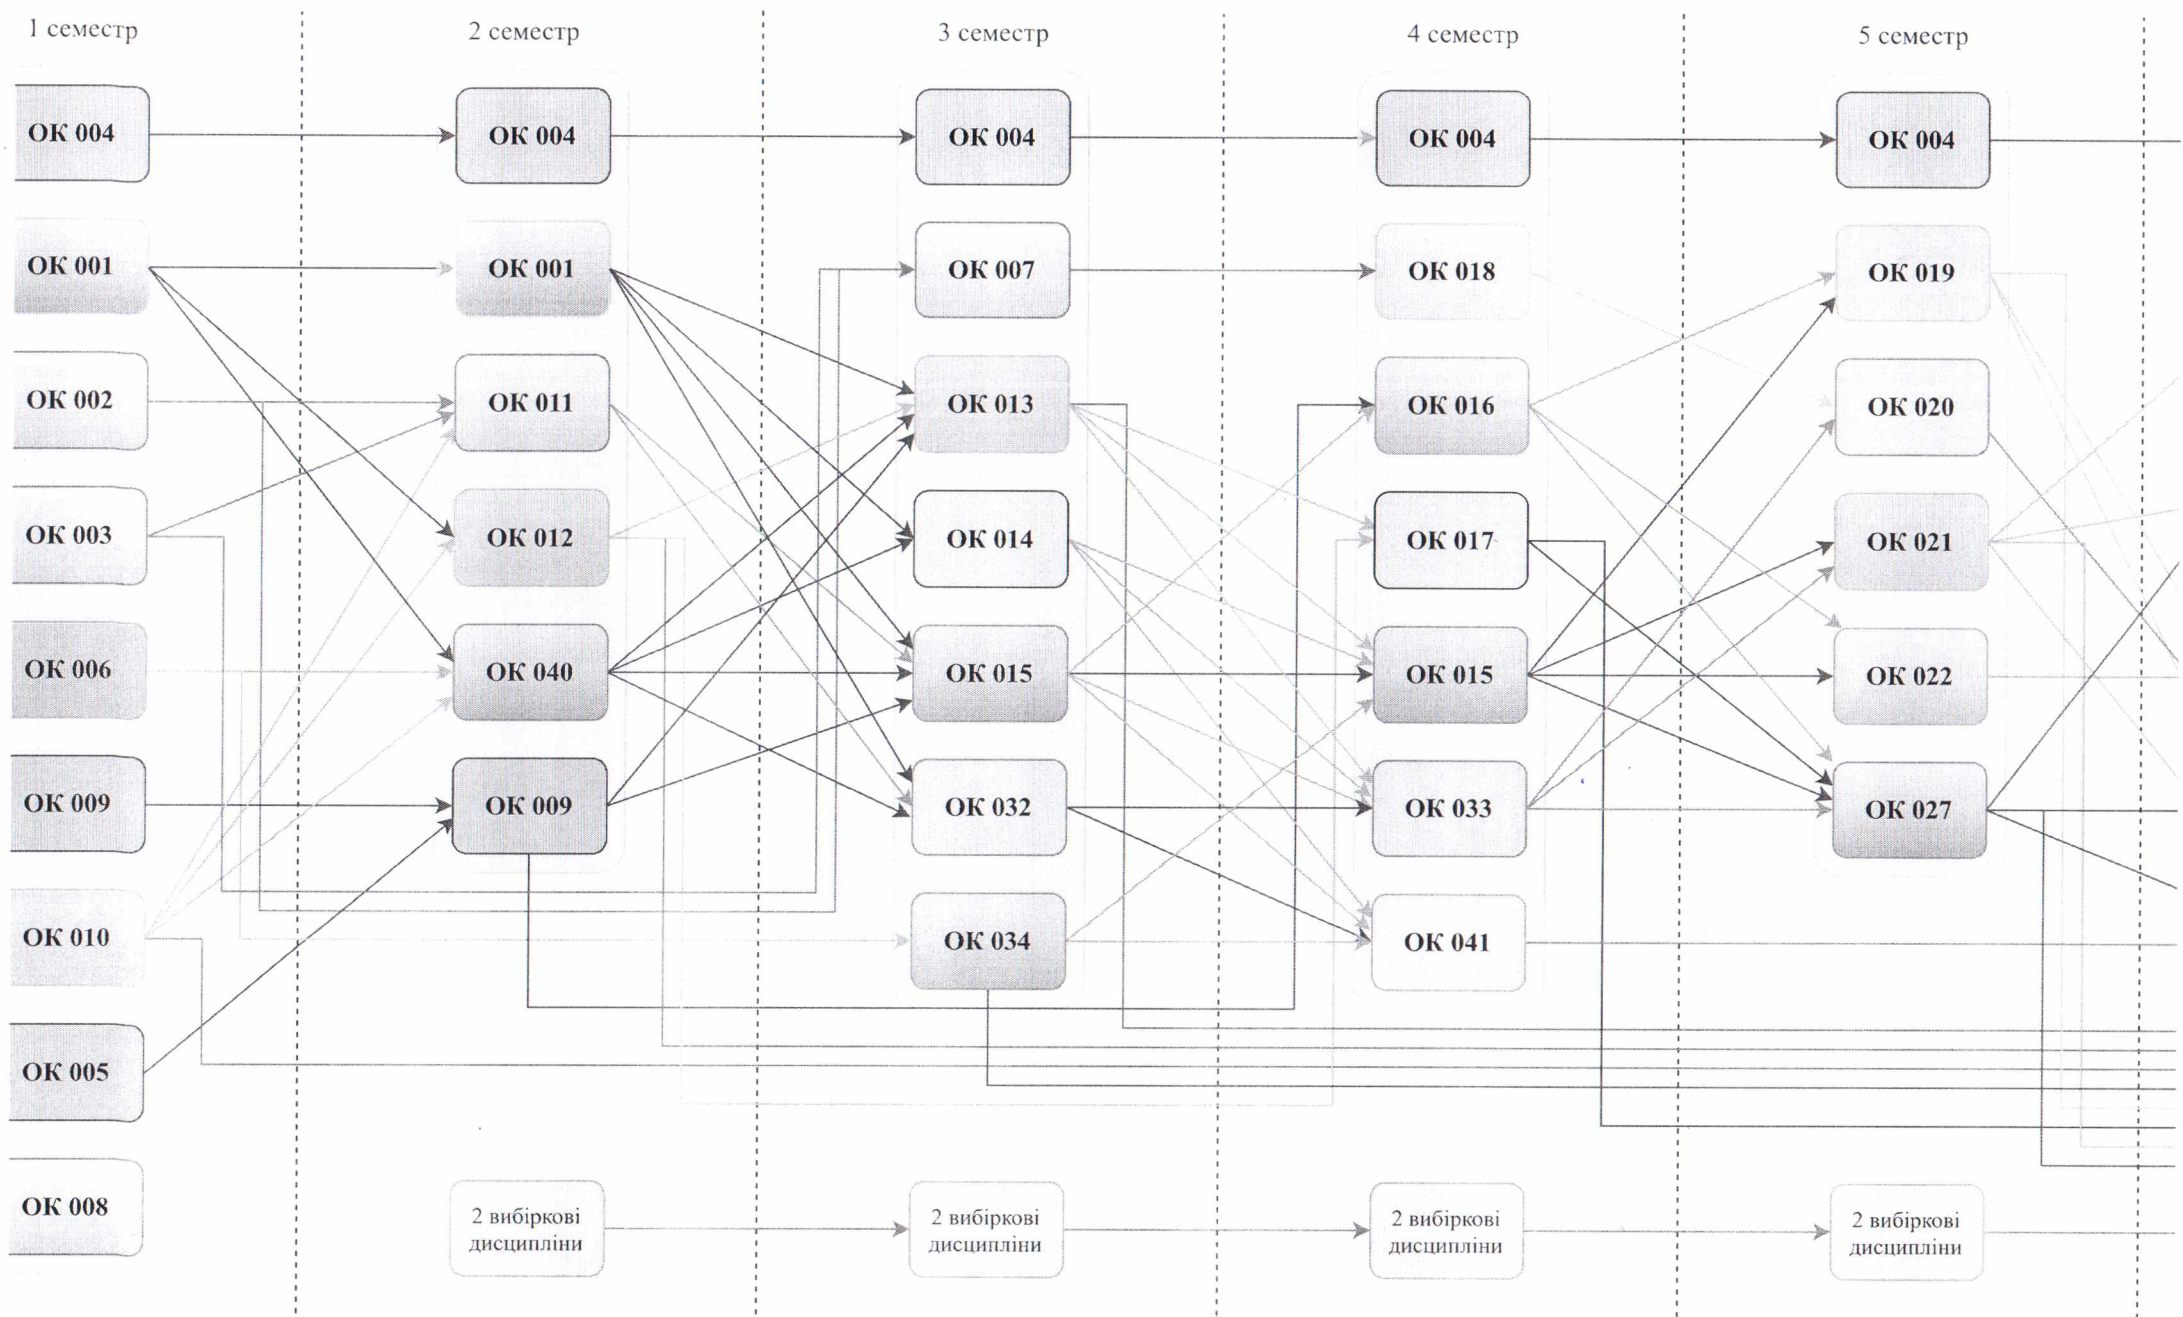 1 семестр
2 семестр
3 семестр
4 семестр
5 семестр
ОК 004
ОК 004
ОК 004
ОК 004
ОК 004
ОК 001
ОК 001
ОК 007
ОК 018
ОК 019
ОК 002
ОК 011
ОК 013
ОК 016
ОК 020
ОК 003
ОК 012
ОК 014
ОК 017
ОК 021
ОК 006
ОК 040
ОК 015
ОК 015
ОК 022
ОК 009
ОК 009
ОК 032
ОК 033
ОК 027
ОК 010
ОК 034
ОК 041
ОК 005
ОК 008
2 вибіркові
дисципліни
2 вибіркові
дисципліни
2 вибіркові
дисципліни
2 вибіркові
дисципліни